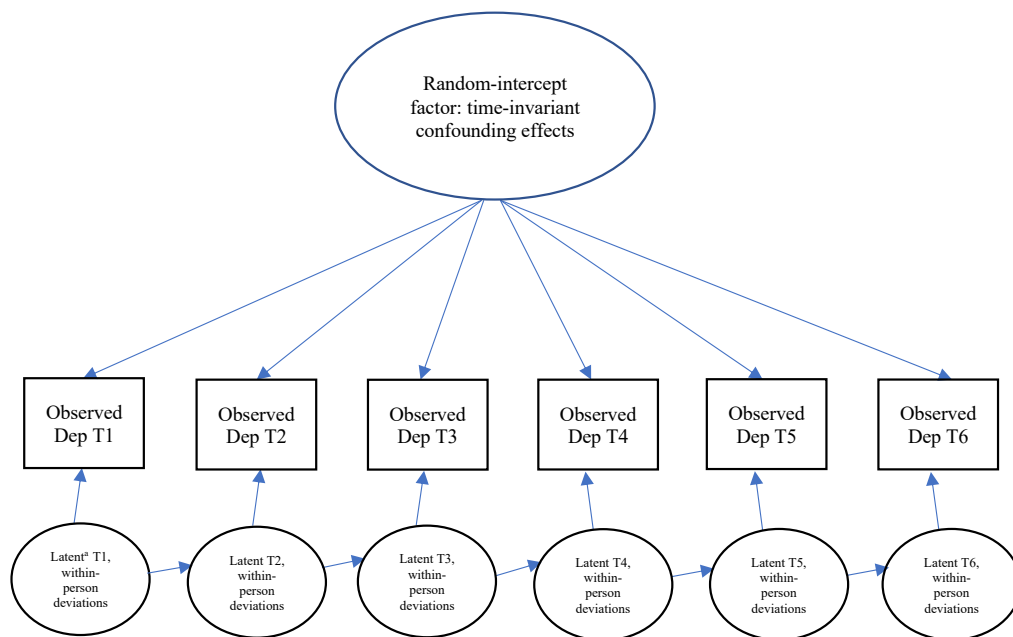 Random-intercept
factor: time-invariant
confounding effects
Observed
Dep T1
Observed
Dep T2
Observed
Dep T3
Observed
Dep T4
Observed
Dep T5
Observed
Dep T6
Latentª T1,
within-
person
deviations
Latent T2,
within-
person
deviations
Latent T3,
within-
person
deviations
Latent T4,
within-
person
deviations
Latent T5,
within-
person
deviations
Latent T6,
within-
person
deviations